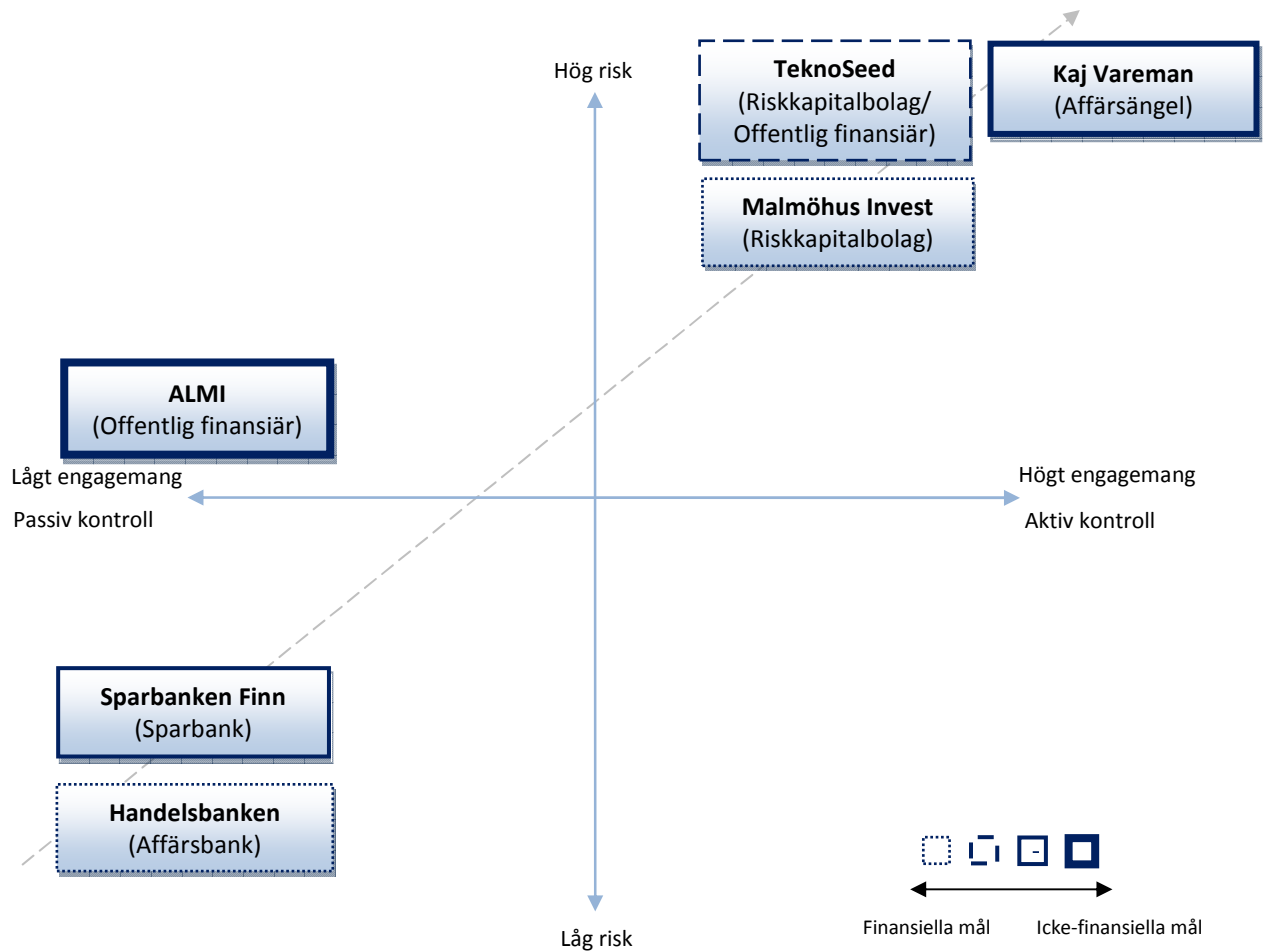 Hög risk
TeknoSeed
(Riskkapitalbolag/
Offentlig finansiär)
Kaj Vareman
(Affärsängel)
Malmöhus Invest
(Riskkapitalbolag)
ALMI
(Offentlig finansiär)
Lågt engagemang
Passiv kontroll
Högt engagemang
Aktiv kontroll
Sparbanken Finn
(Sparbank)
Handelsbanken
(Affärsbank)
Låg risk
Finansiella mål
Icke-finansiella mål